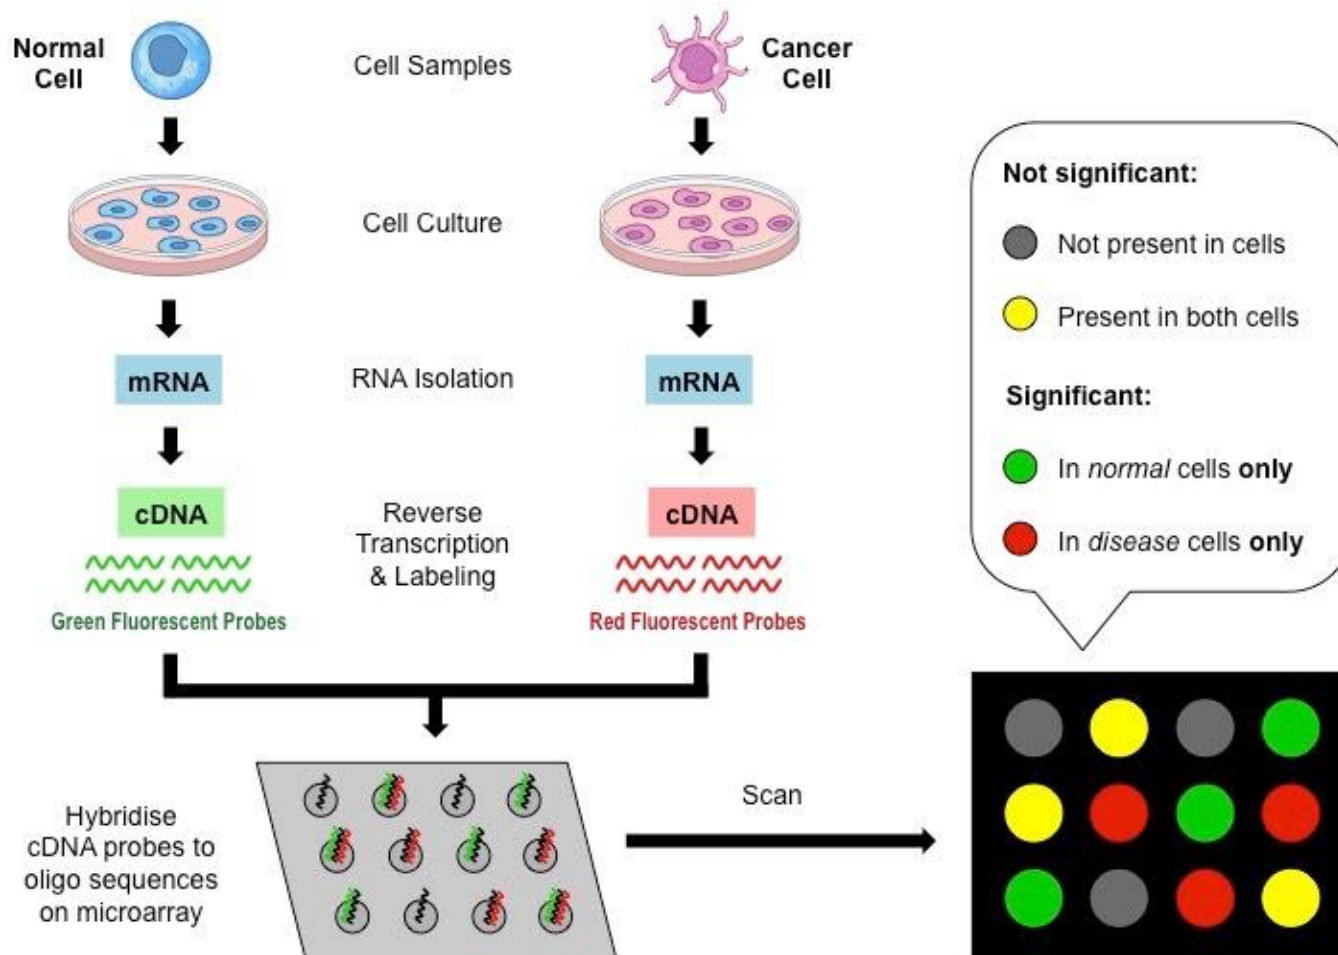 Normal
Cell
Cell Samples
Cancer
Cell
Cell Culture
mRNA
RNA Isolation
mRNA
cDNA
Reverse
Transcription
& Labeling
cDNA
Green Fluorescent Probes
Red Fluorescent Probes
Hybridise
cDNA probes to
oligo sequences
on microarray
Scan
Not significant:
Not present in cells
Present in both cells
Significant:
In normal cells only
In disease cells only